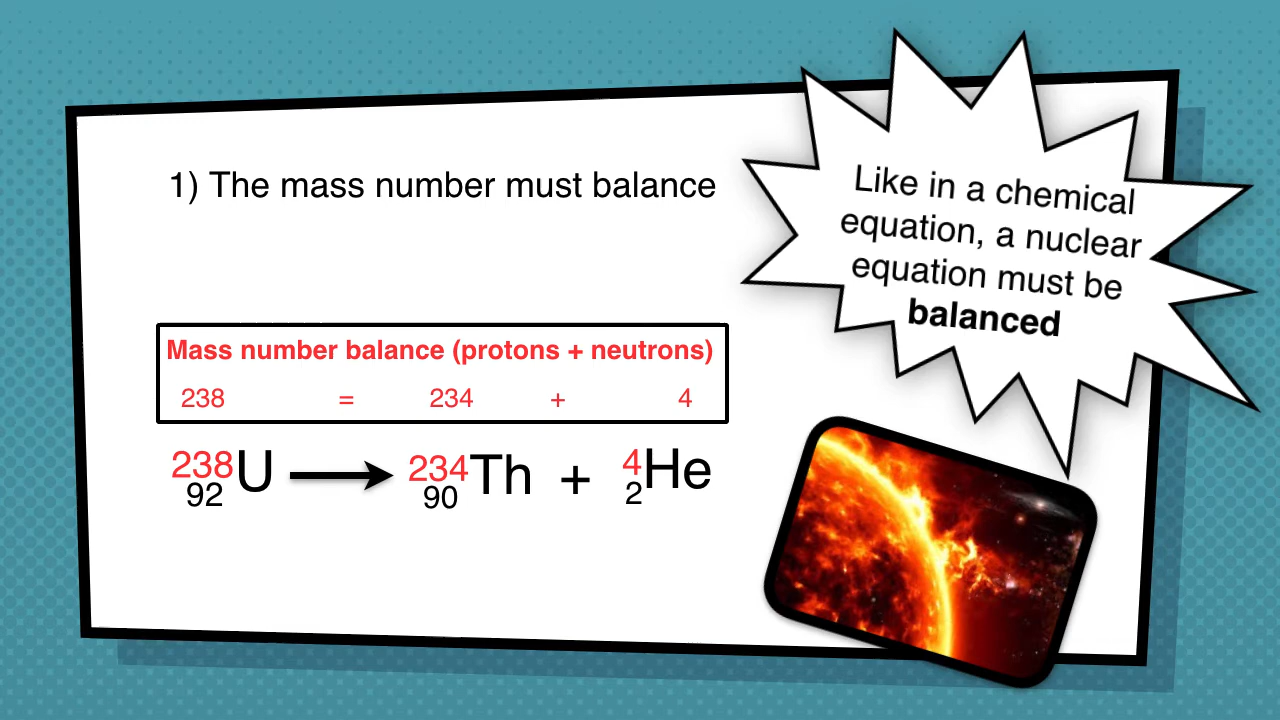 1) The mass number must balance
Like in a chemical
equation, a nuclear
equation must be
balanced
Mass number balance (protons + neutrons)
238 = 234 + 4
238 92 U → 234 90 Th + 4 2 He